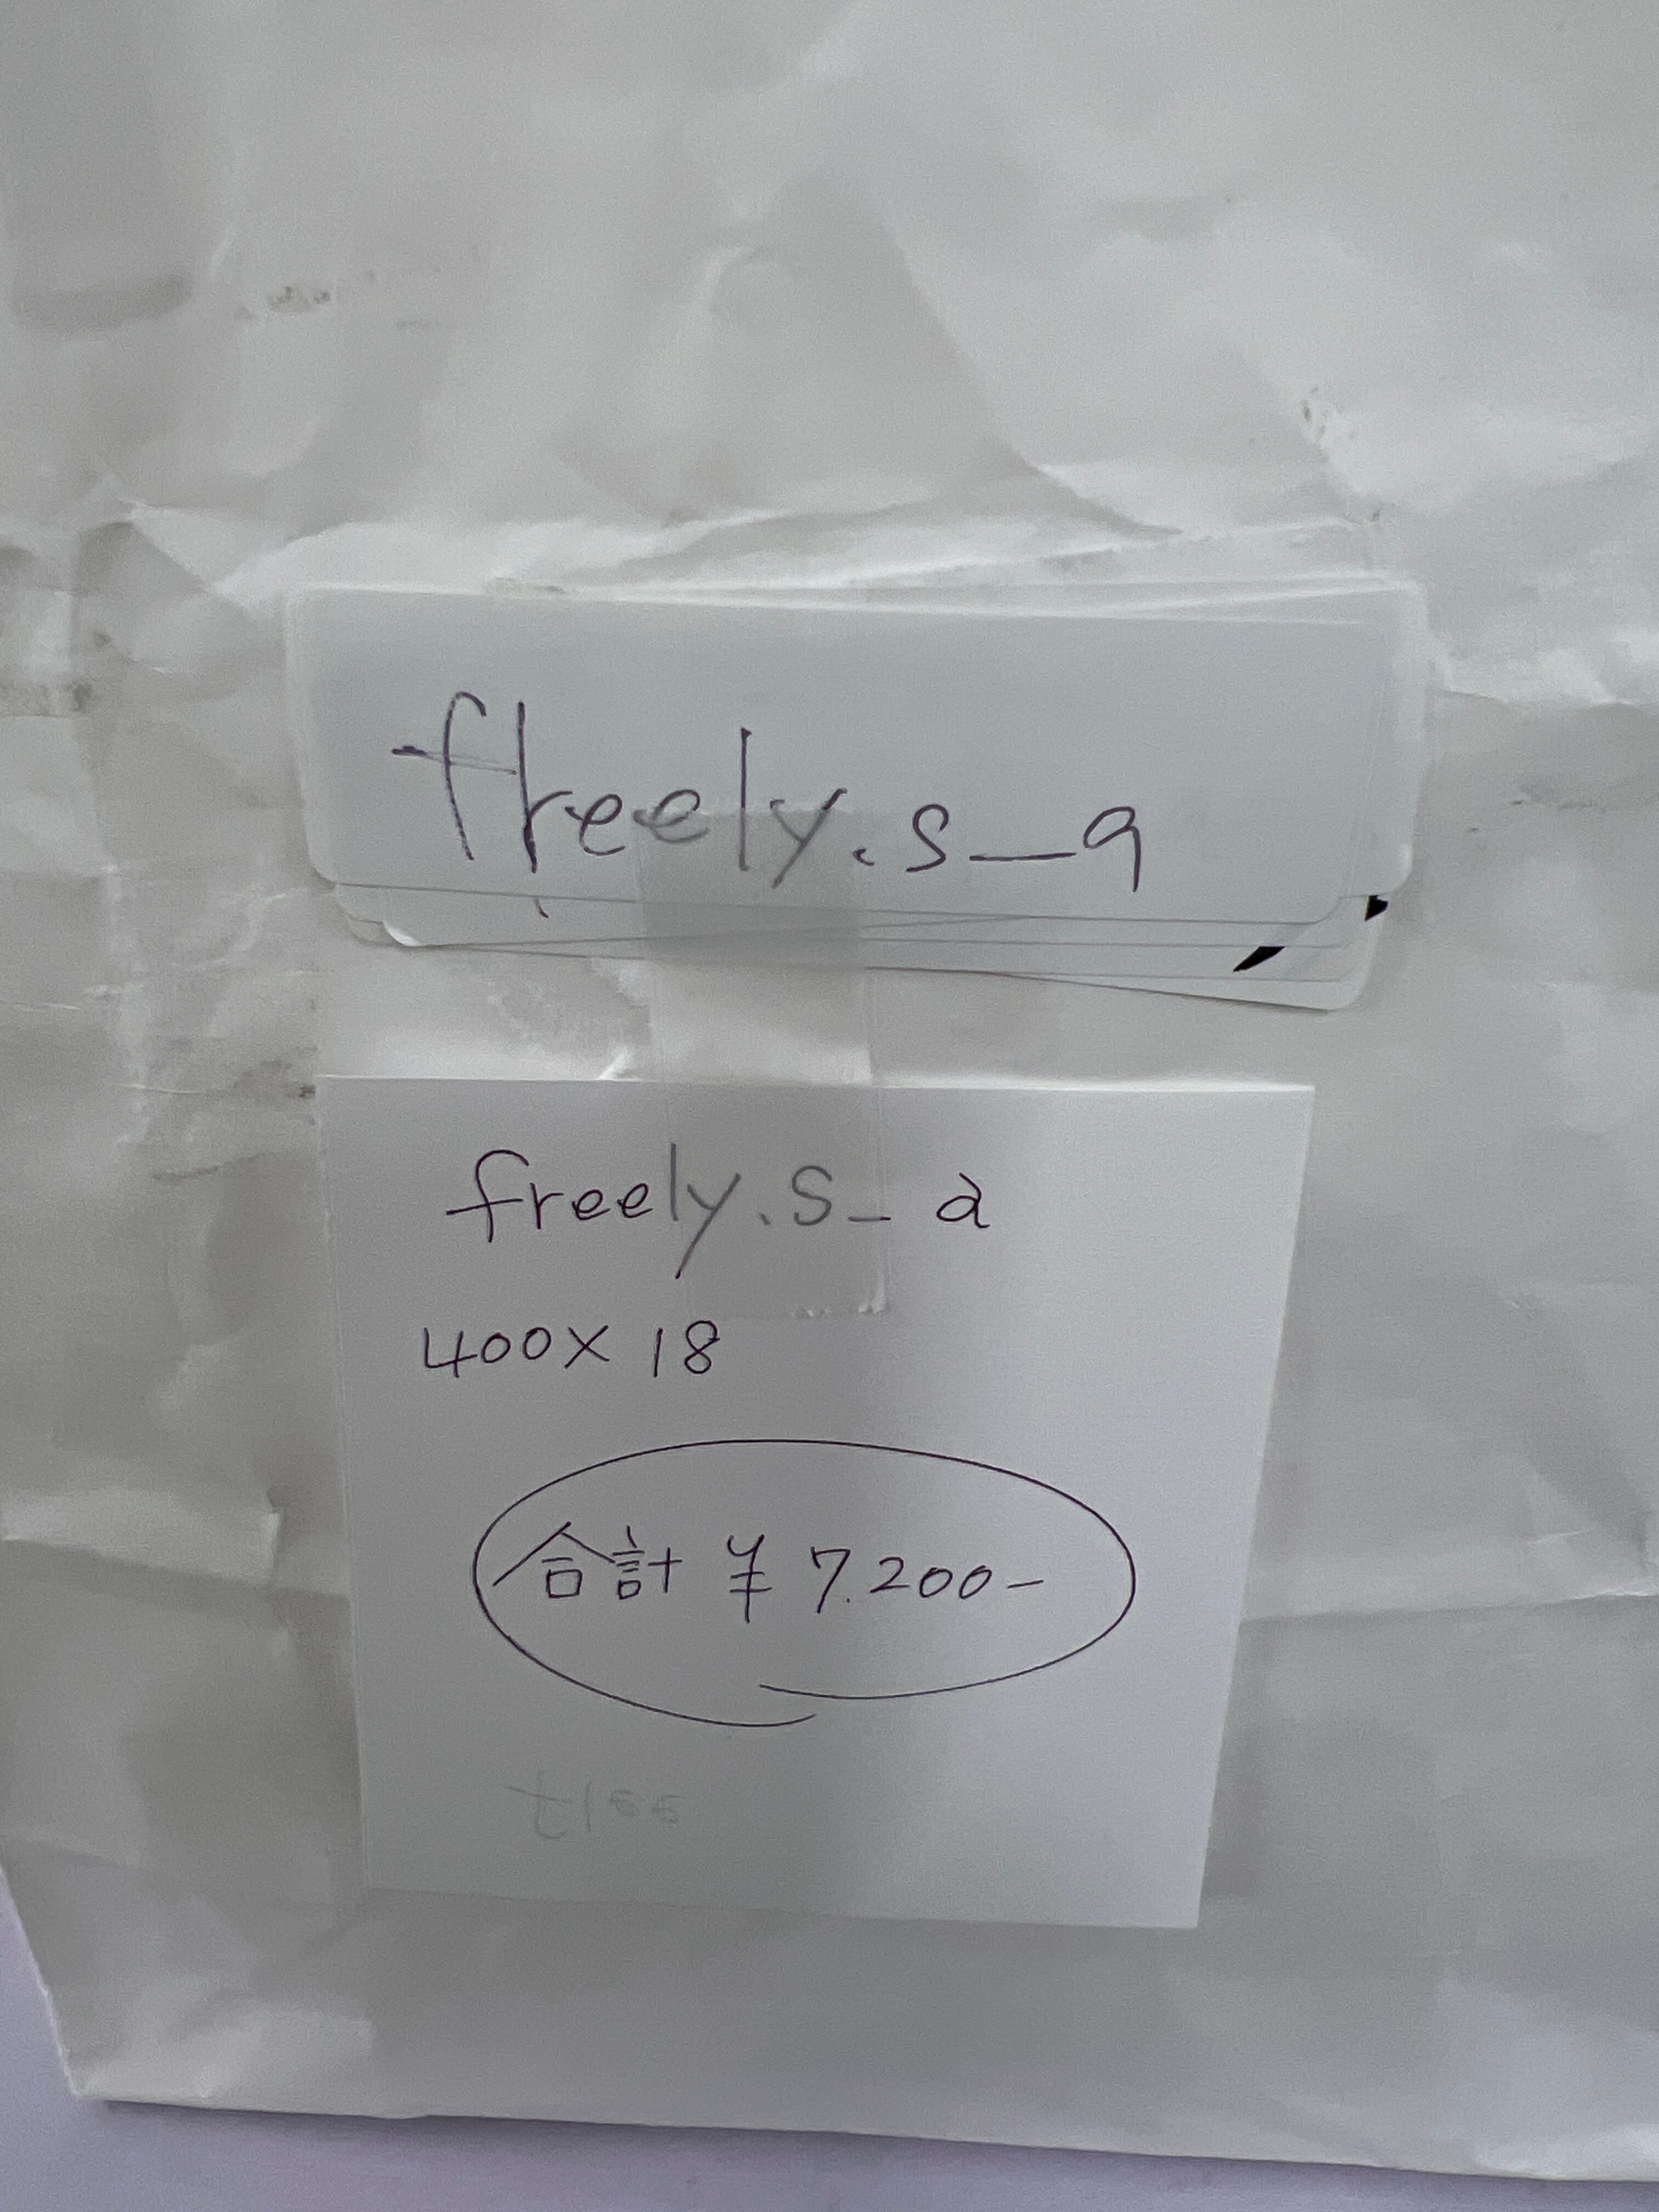 freely.s_a
freely.s_a
400× 18
合計 ¥ 7.200-